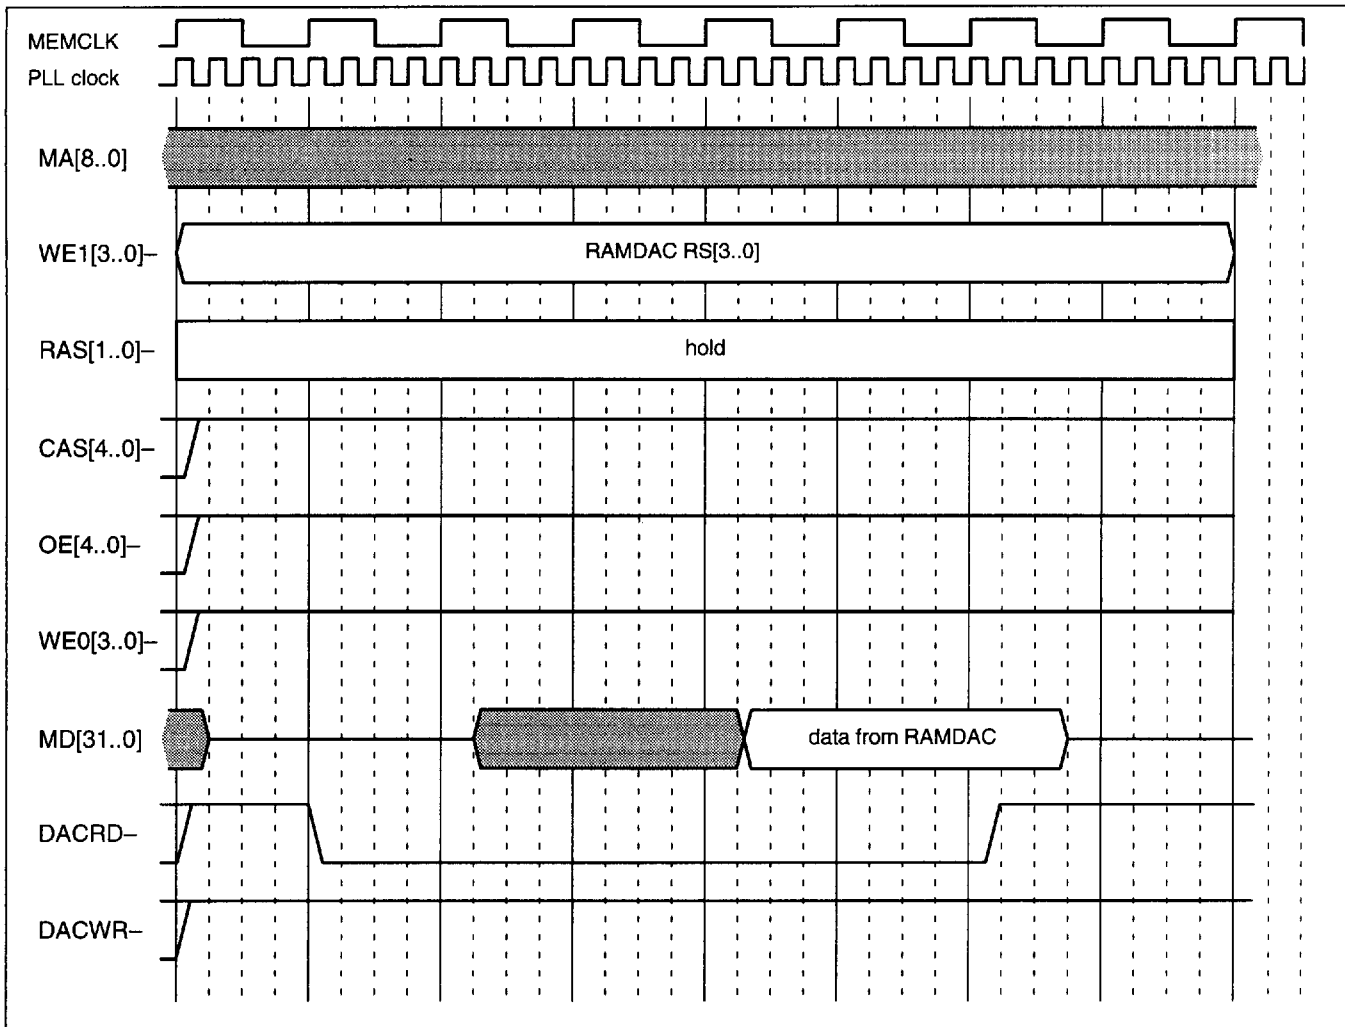 MEMCLK
PLL clock
MA[8..0]
WE1[3..0]–
RAMDAC RS[3..0]
RAS[1..0]–
hold
CAS[4..0]–
OE[4..0]–
WE0[3..0]–
MD[31..0]
data from RAMDAC
DACRD–
DACWR–